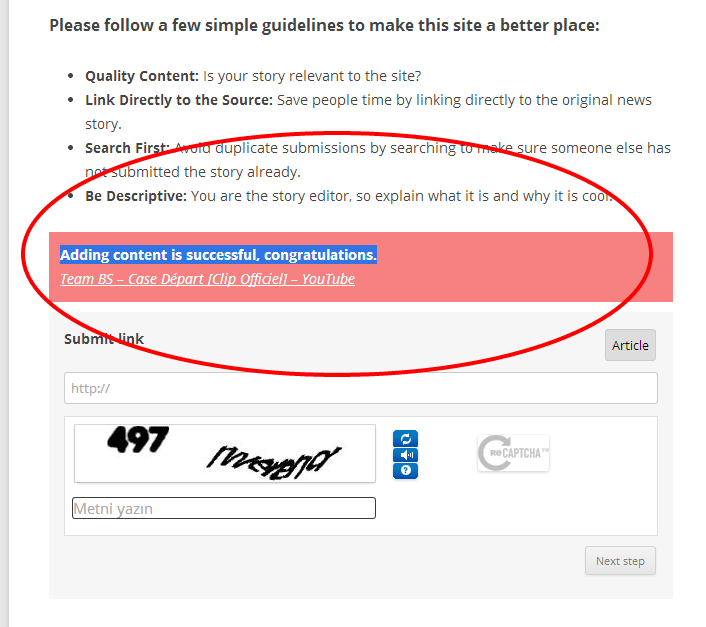 Please follow a few simple guidelines to make this site a better place:
• Quality Content: Is your story relevant to the site?
• Link Directly to the Source: Save people time by linking directly to the original news
story.
• Search First: Avoid duplicate submissions by searching to make sure someone else has
not submitted the story already.
• Be Descriptive: You are the story editor, so explain what it is and why it is cool.
Adding content is successful, congratulations.
Team BS – Case Départ [Clip Officiel] – YouTube
Submit link
Article
http://
497
reCAPTCHA™
Metni yazın
Next step